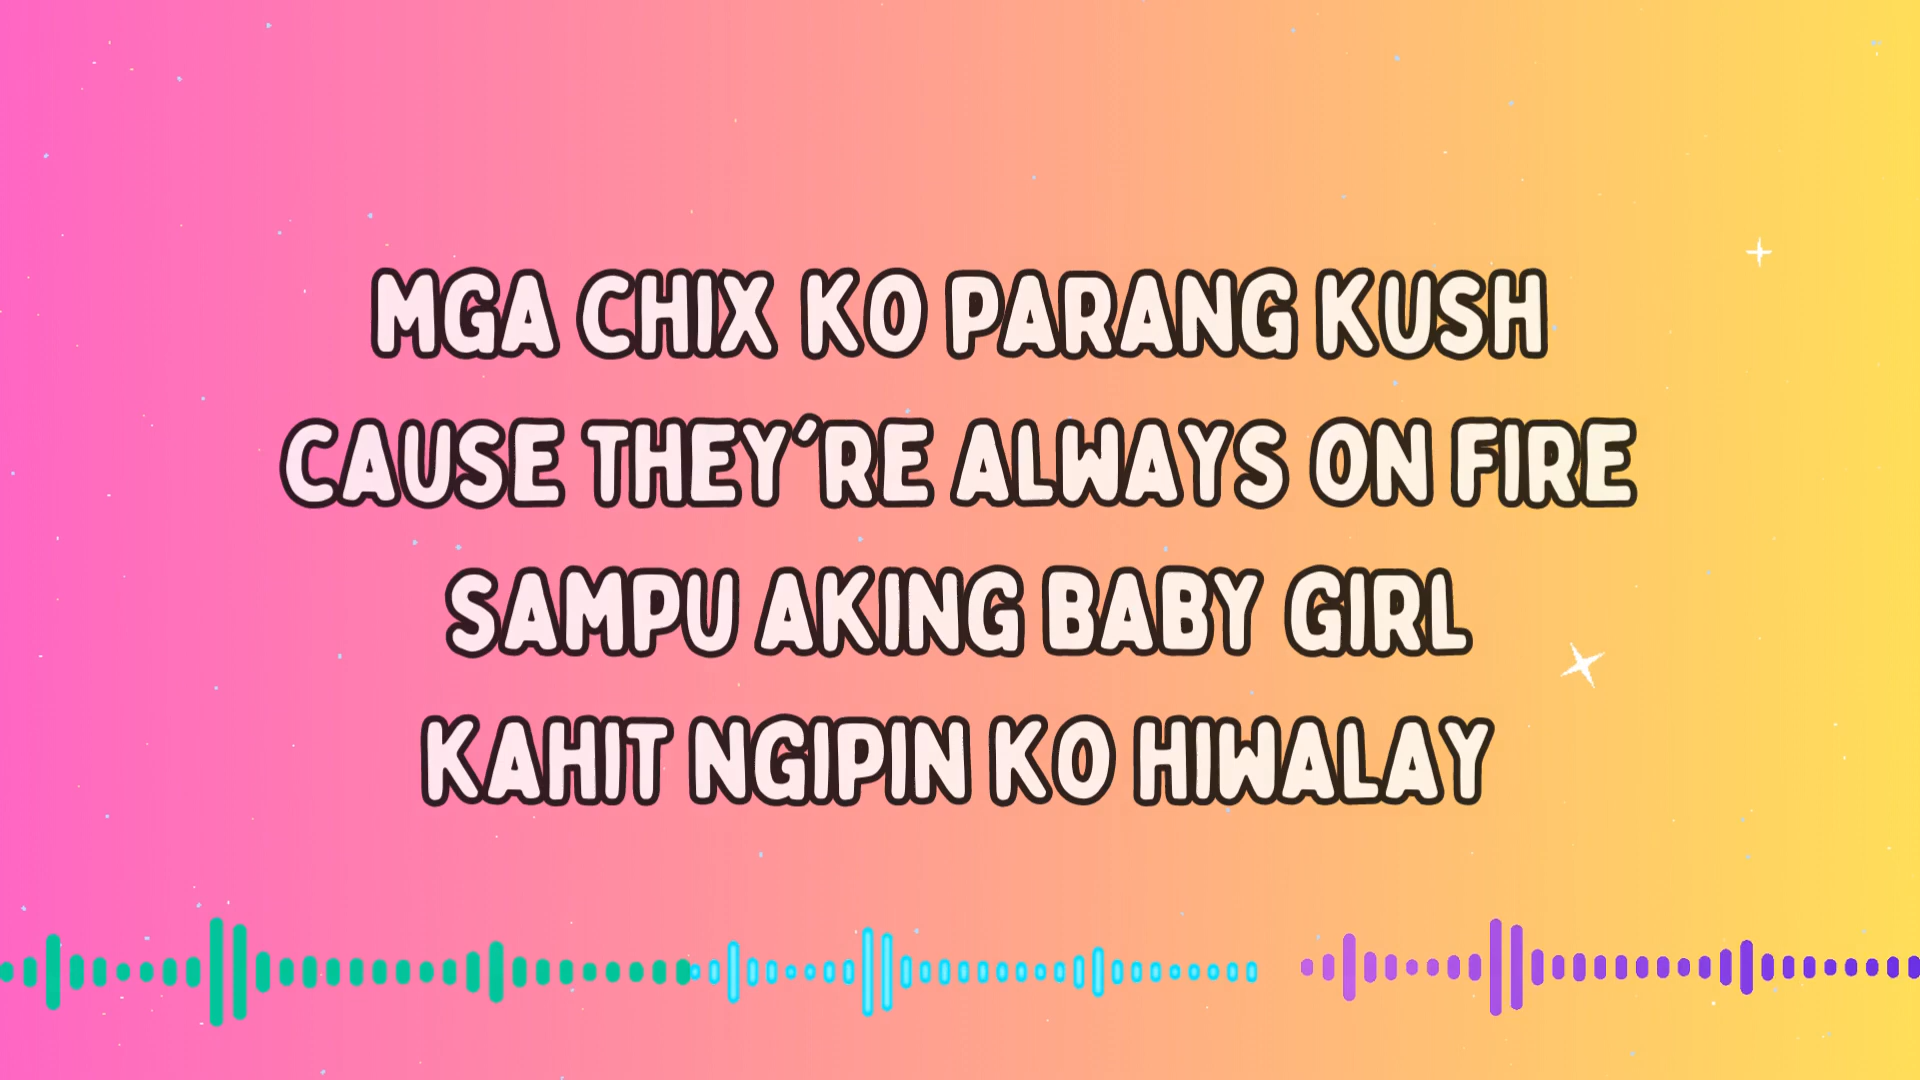 MGA CHIX KO PARANG KUSH
CAUSE THEY'RE ALWAYS ON FIRE
SAMPU AKING BABY GIRL
KAHIT NGIPIN KO HIWALAY